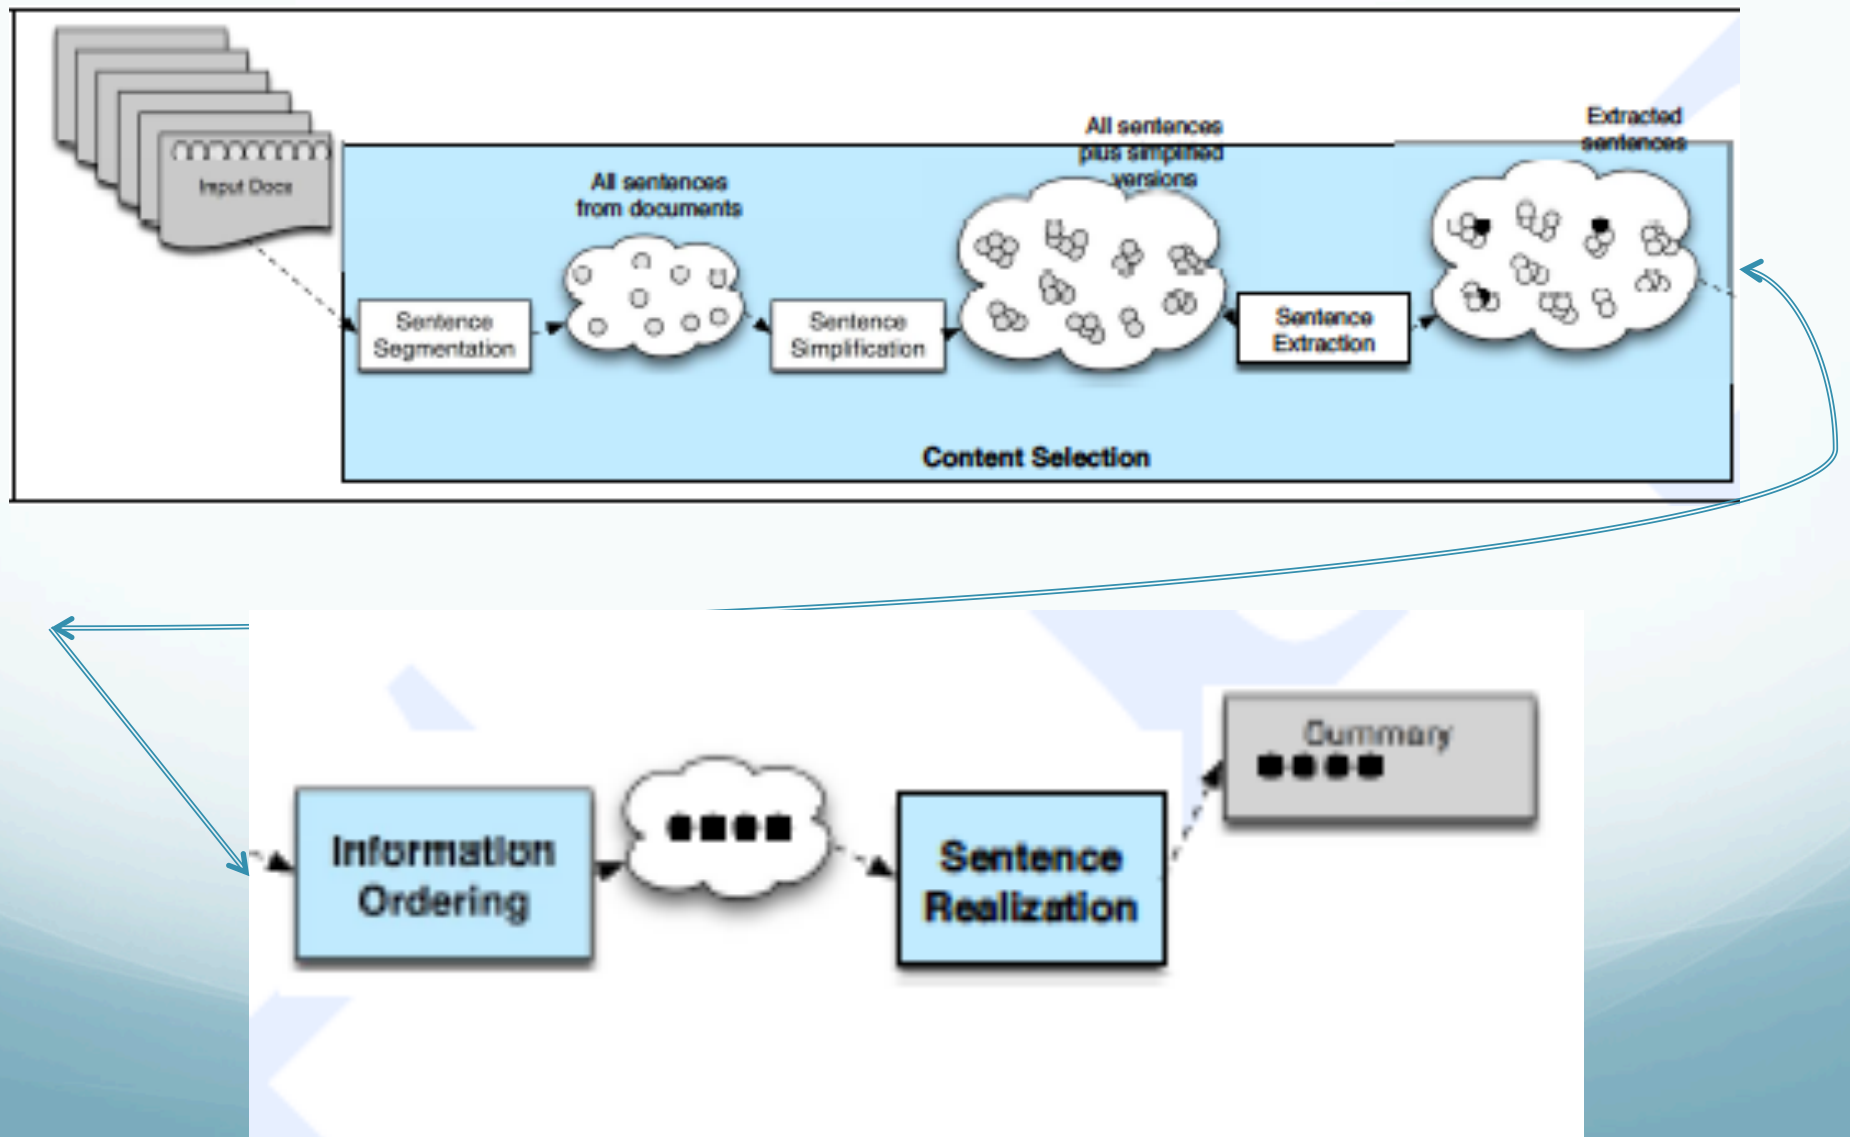 Input Docs
All sentences
from documents
All sentences
plus simplified
versions
Extracted
sentences
Sentence
Segmentation
Sentence
Simplification
Sentence
Extraction
Content Selection
Information
Ordering
Sentence
Realization
Summary